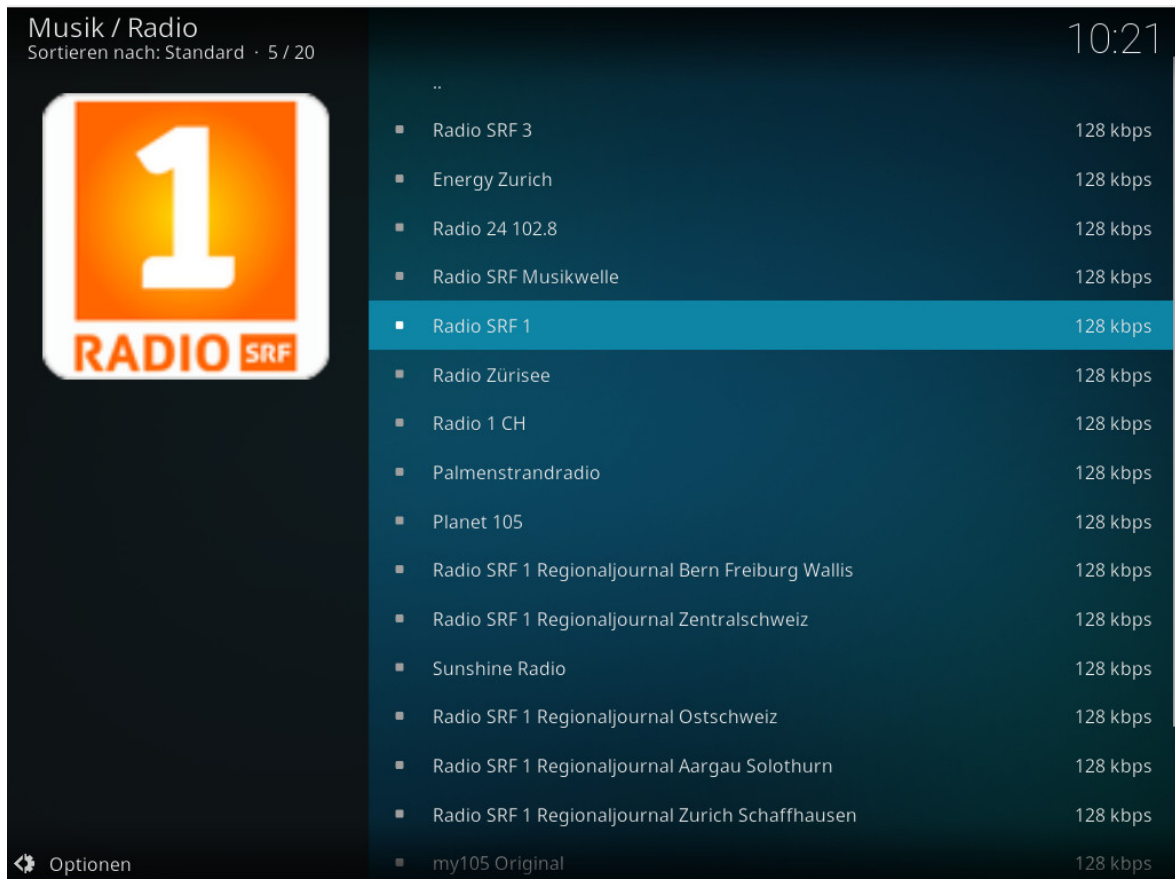 Musik / Radio
Sortieren nach: Standard · 5 / 20
10:21
1
RADIO SRF
..
Radio SRF 3 128 kbps
Energy Zurich 128 kbps
Radio 24 102.8 128 kbps
Radio SRF Musikwelle 128 kbps
Radio SRF 1 128 kbps
Radio Zürisee 128 kbps
Radio 1 CH 128 kbps
Palmenstrandradio 128 kbps
Planet 105 128 kbps
Radio SRF 1 Regionaljournal Bern Freiburg Wallis 128 kbps
Radio SRF 1 Regionaljournal Zentralschweiz 128 kbps
Sunshine Radio 128 kbps
Radio SRF 1 Regionaljournal Ostschweiz 128 kbps
Radio SRF 1 Regionaljournal Aargau Solothurn 128 kbps
Radio SRF 1 Regionaljournal Zurich Schaffhausen 128 kbps
my105 Original 128 kbps
Optionen